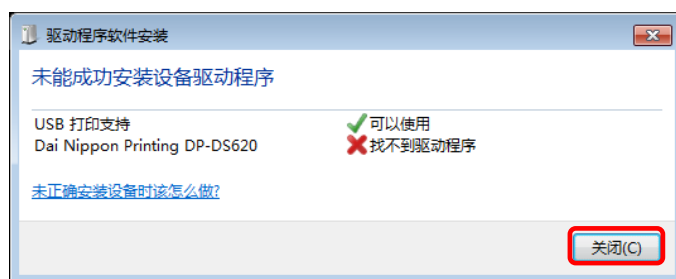 驱动程序软件安装
未能成功安装设备驱动程序
USB 打印支持 可以使用
Dai Nippon Printing DP-DS620 找不到驱动程序
未正确安装设备时该怎么做?
关闭(C)